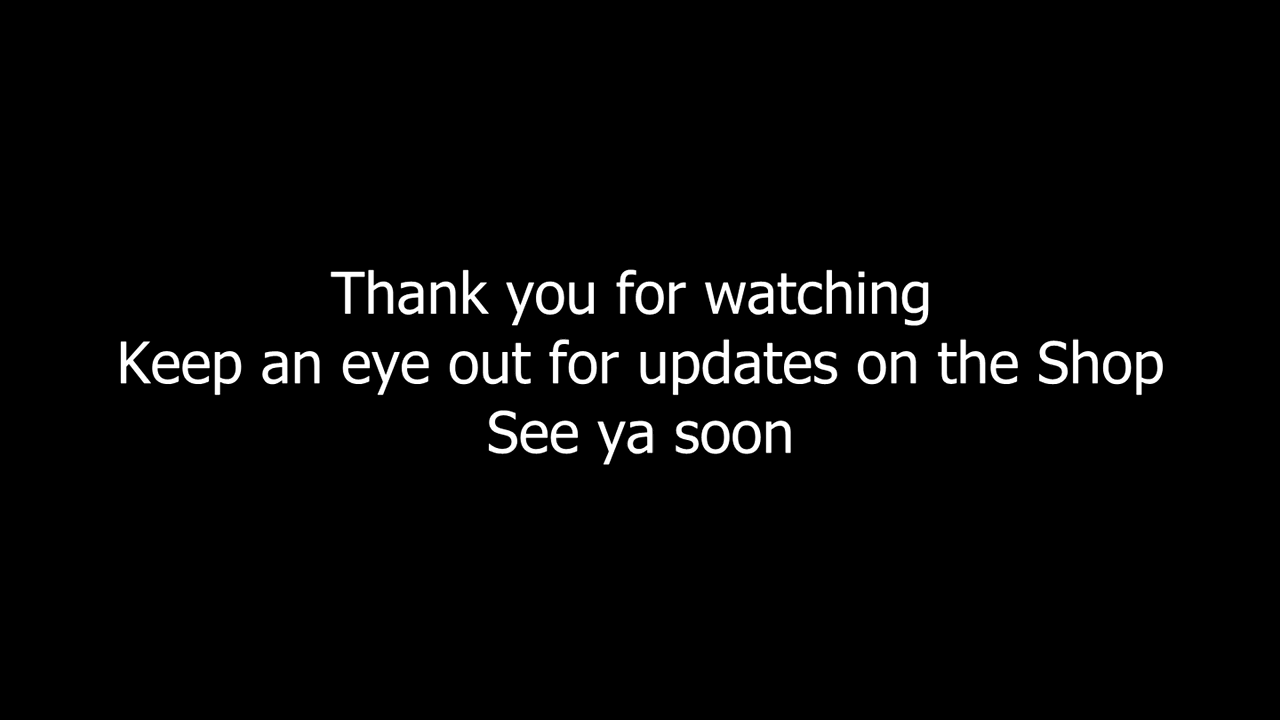 Thank you for watching
Keep an eye out for updates on the Shop
See ya soon